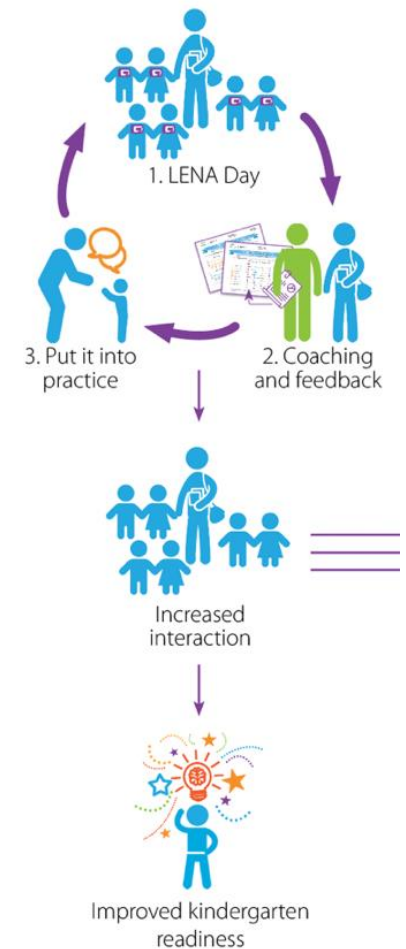 1. LENA Day
2. Coaching
and feedback
3. Put it into
practice
Increased
interaction
Improved kindergarten
readiness